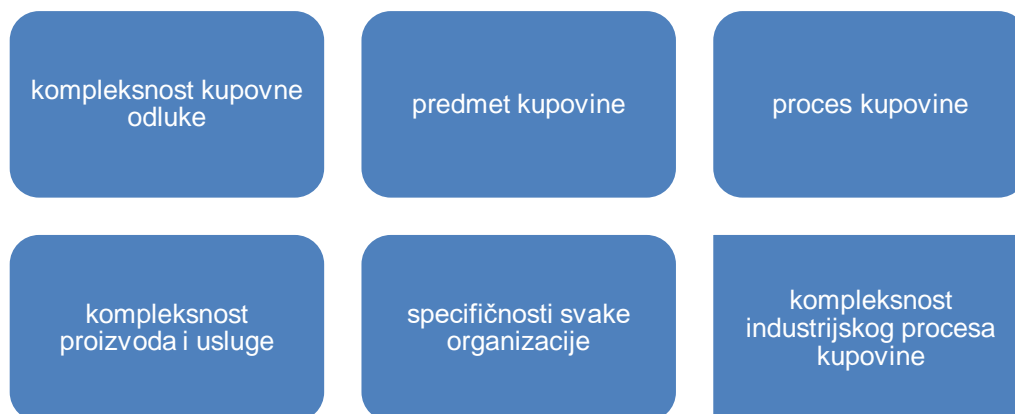 kompleksnost kupovne
odluke
predmet kupovine
proces kupovine
kompleksnost
proizvoda i usluge
specifičnosti svake
organizacije
kompleksnost
industrijskog procesa
kupovine